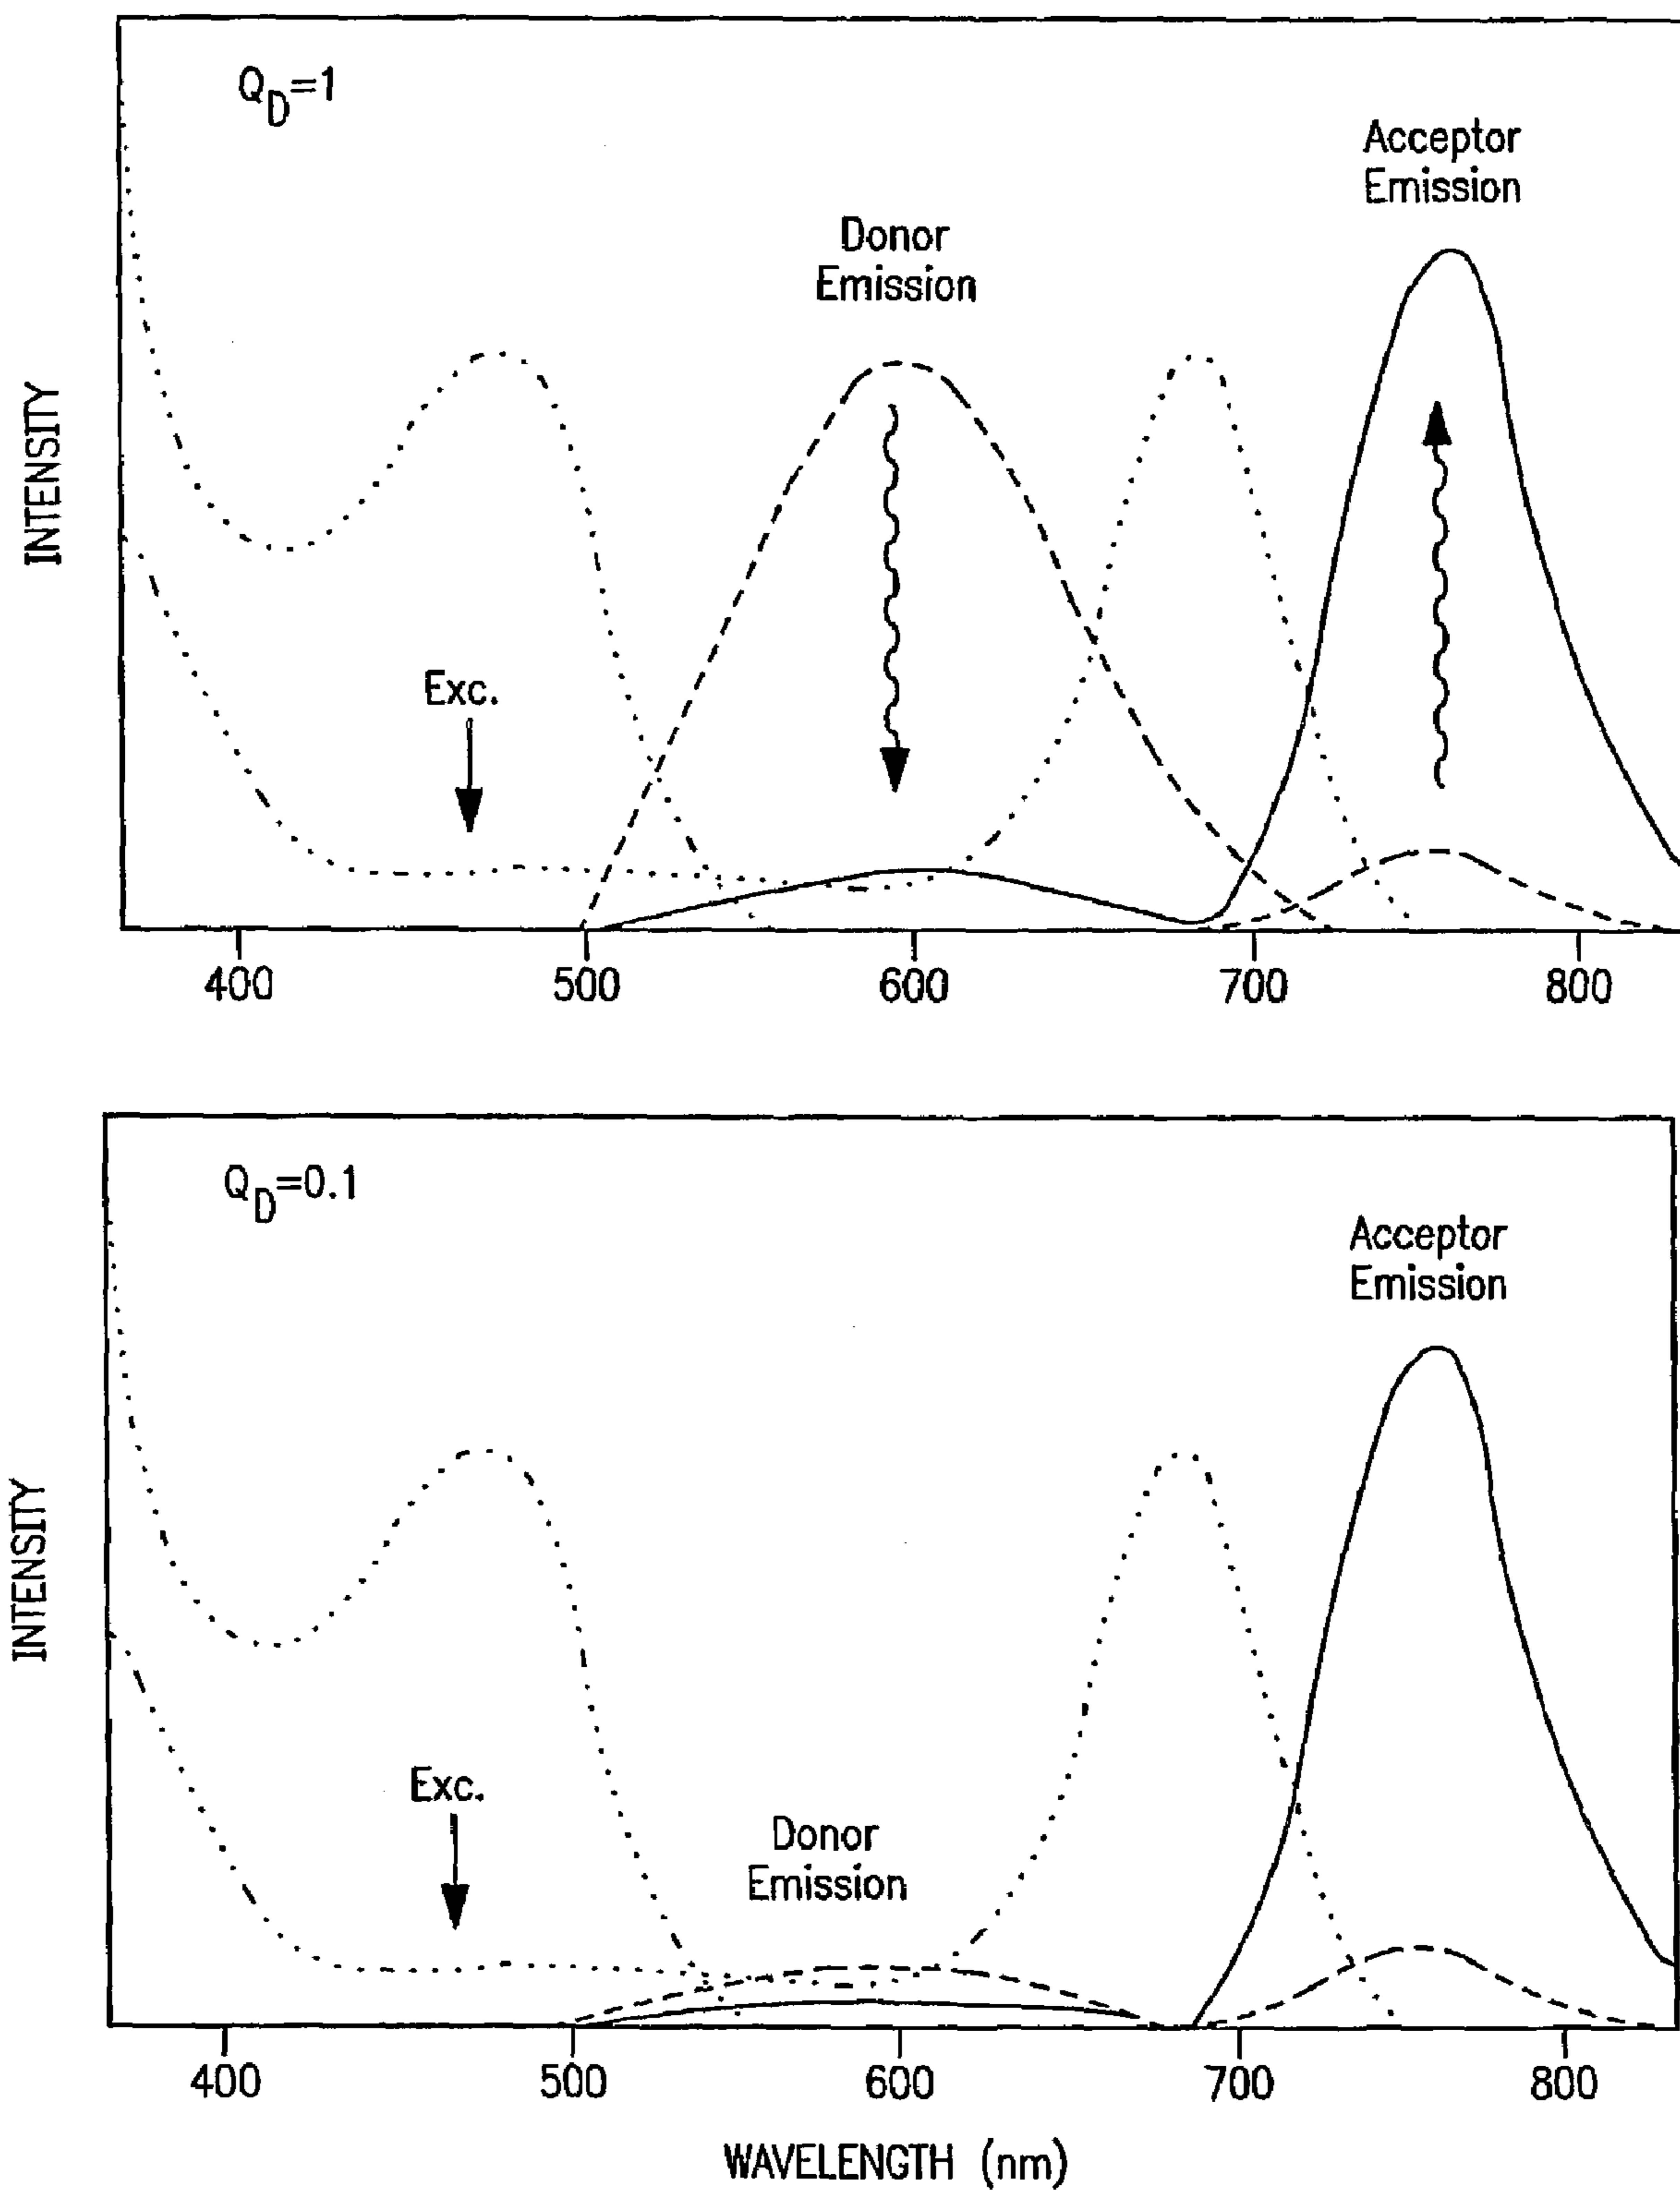 Q_D=1
Acceptor
Emission
Donor
Emission
INTENSITY
Exc.
400 500 600 700 800
Q_D=0.1
Acceptor
Emission
INTENSITY
Exc.
Donor
Emission
400 500 600 700 800
WAVELENGTH (nm)